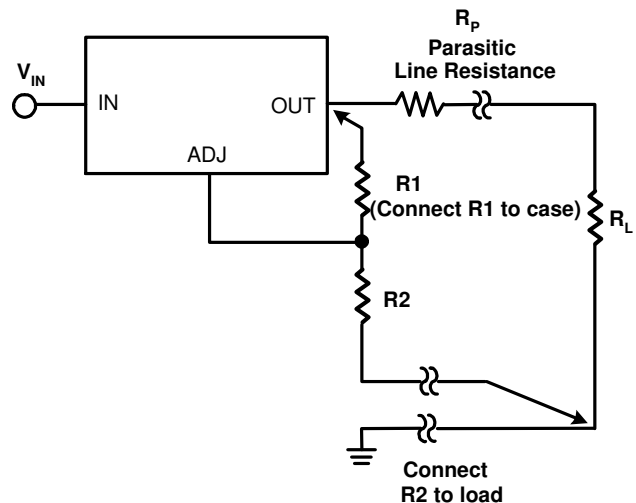 R_P
Parasitic
Line Resistance
V_IN
IN
OUT
ADJ
R1
(Connect R1 to case)
R_L
R2
Connect
R2 to load